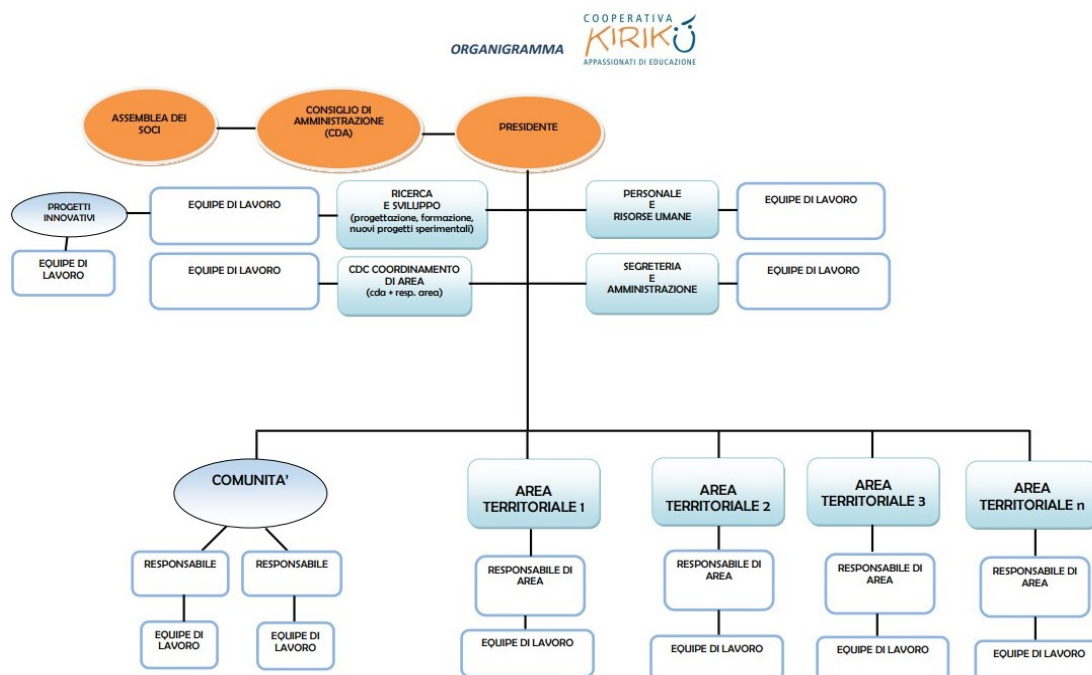 COOPERATIVA
KIRIKÙ
APPASSIONATI DI EDUCAZIONE
ORGANIGRAMMA
ASSEMBLEA DEI
SOCI
CONSIGLIO DI
AMMINISTRAZIONE
(CDA)
PRESIDENTE
PROGETTI
INNOVATIVI
EQUIPE DI LAVORO
RICERCA
E SVILUPPO
(progettazione, formazione,
nuovi progetti sperimentali)
PERSONALE
E
RISORSE UMANE
EQUIPE DI LAVORO
EQUIPE DI
LAVORO
EQUIPE DI LAVORO
CDC COORDINAMENTO
DI AREA
(cda + resp. area)
SEGRETERIA
E
AMMINISTRAZIONE
EQUIPE DI LAVORO
COMUNITA'
AREA
TERRITORIALE 1
AREA
TERRITORIALE 2
AREA
TERRITORIALE 3
AREA
TERRITORIALE n
RESPONSABILE
RESPONSABILE
RESPONSABILE DI
AREA
RESPONSABILE DI
AREA
RESPONSABILE DI
AREA
RESPONSABILE DI
AREA
EQUIPE DI
LAVORO
EQUIPE DI
LAVORO
EQUIPE DI LAVORO
EQUIPE DI LAVORO
EQUIPE DI LAVORO
EQUIPE DI LAVORO